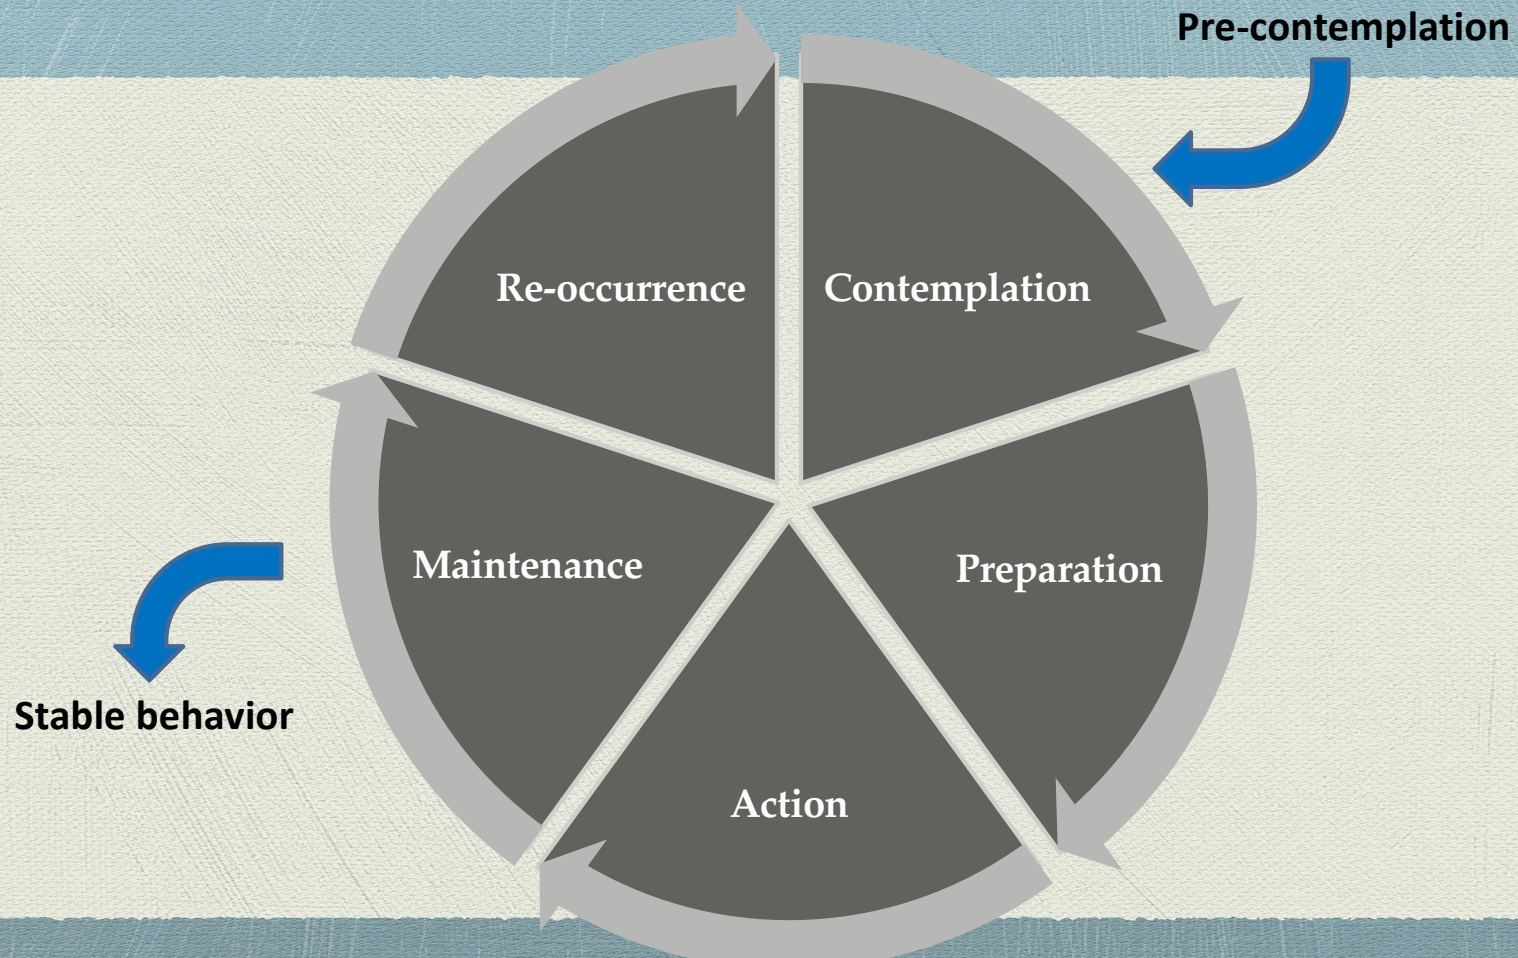 Pre-contemplation
Re-occurrence
Contemplation
Maintenance
Preparation
Stable behavior
Action